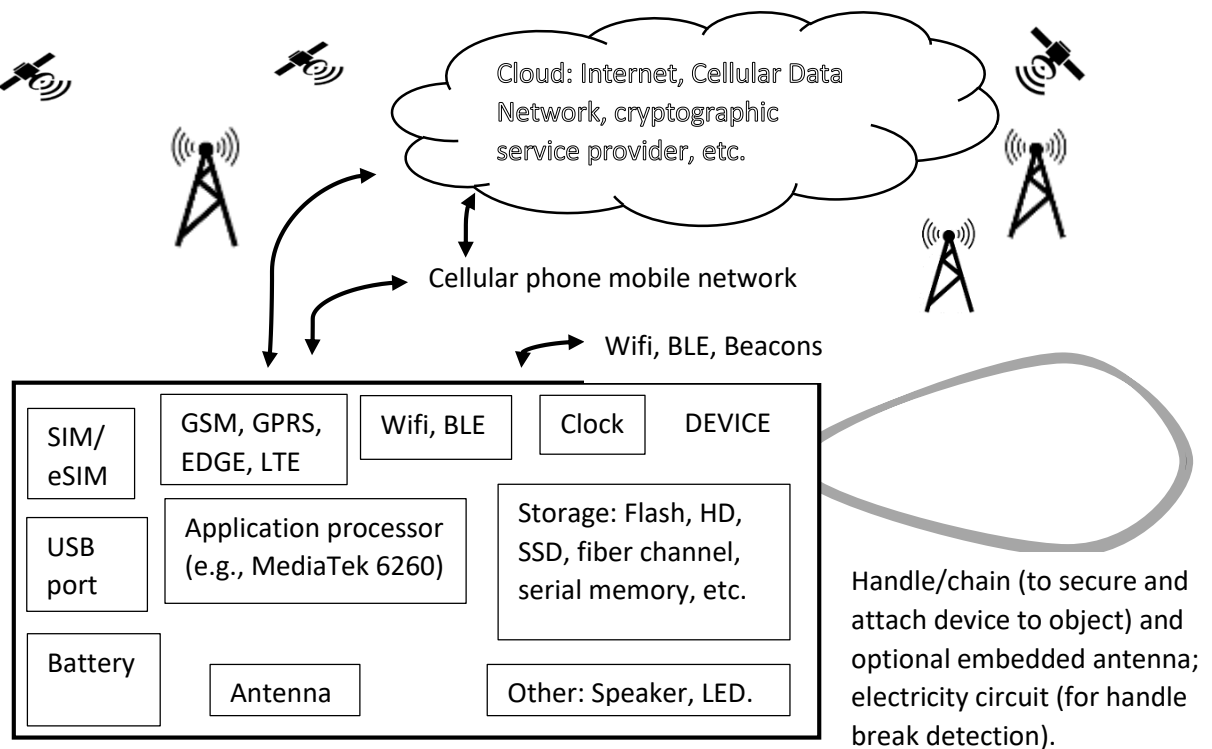 Cloud: Internet, Cellular Data
Network, cryptographic
service provider, etc.
Cellular phone mobile network
Wifi, BLE, Beacons
SIM/
eSIM
GSM, GPRS,
EDGE, LTE
Wifi, BLE
Clock
DEVICE
USB
port
Application processor
(e.g., MediaTek 6260)
Storage: Flash, HD,
SSD, fiber channel,
serial memory, etc.
Battery
Antenna
Other: Speaker, LED.
Handle/chain (to secure and
attach device to object) and
optional embedded antenna;
electricity circuit (for handle
break detection).